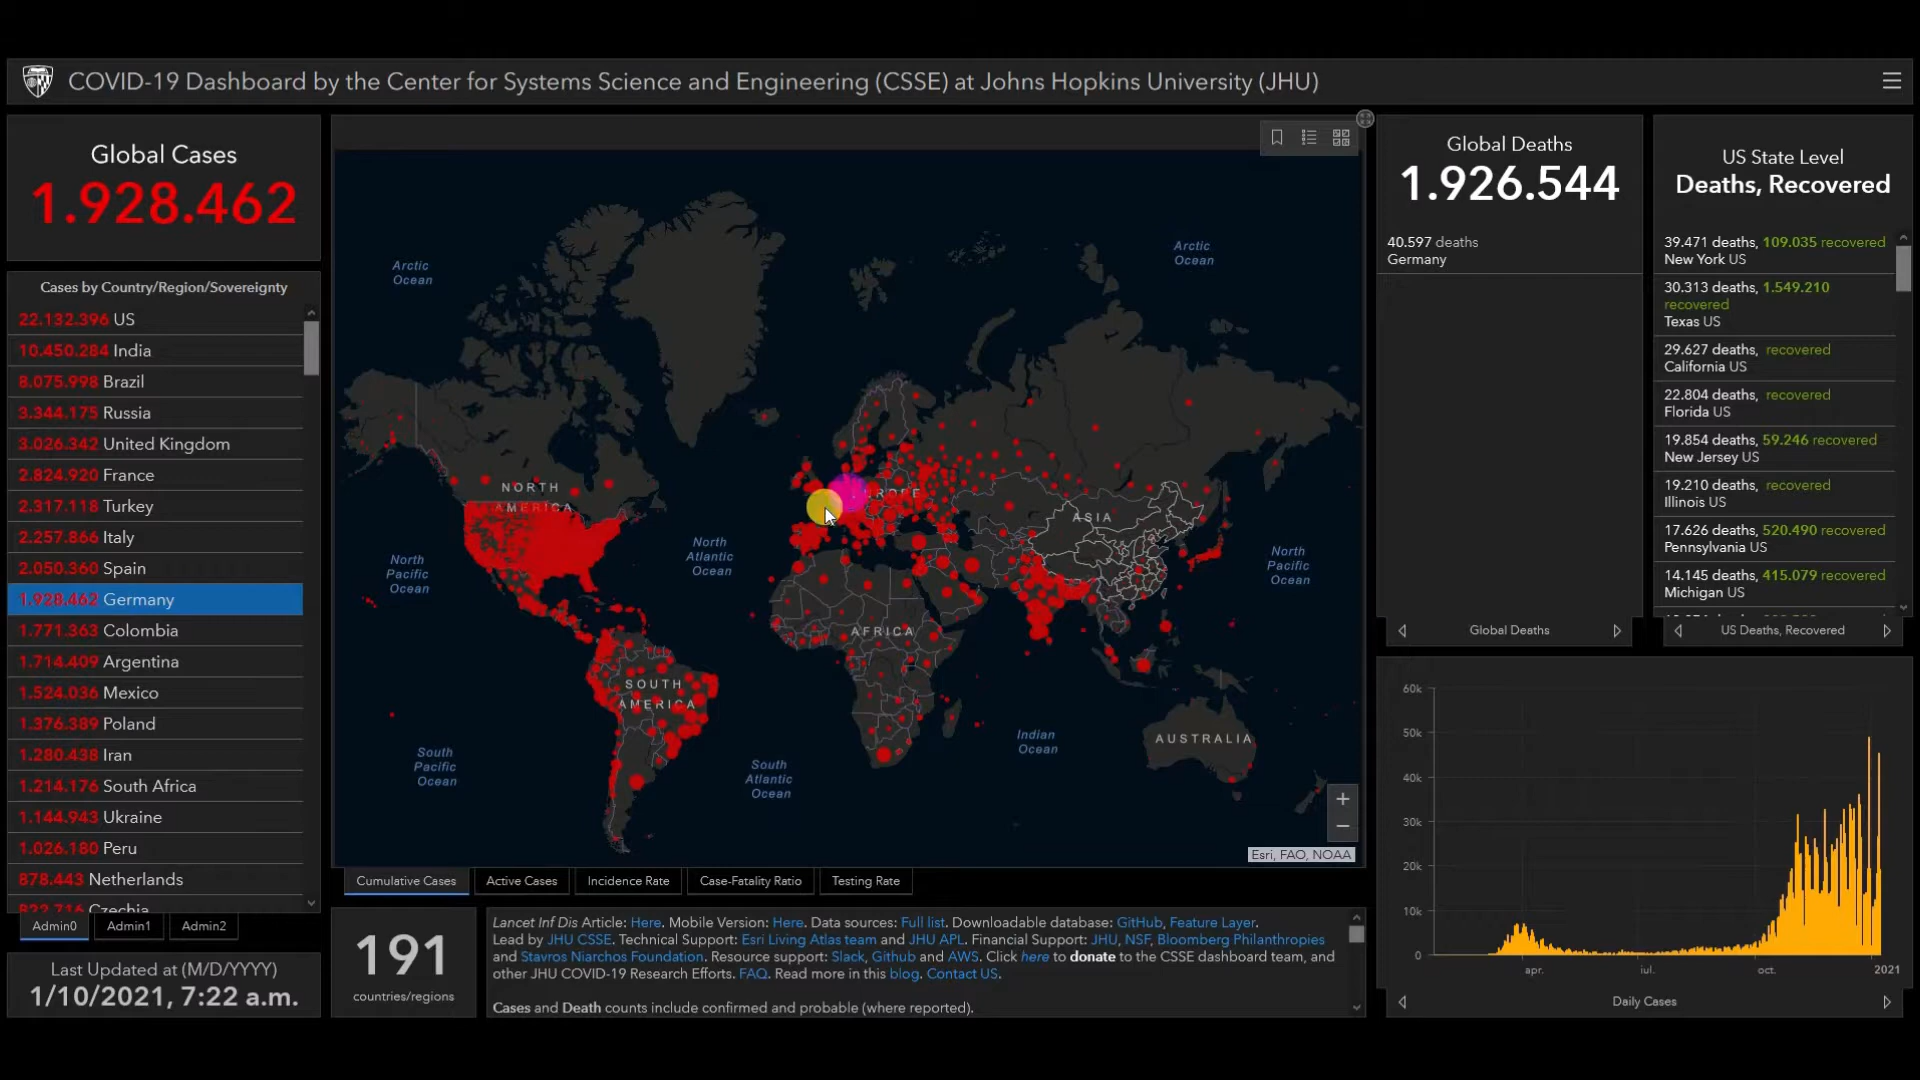 COVID-19 Dashboard by the Center for Systems Science and Engineering (CSSE) at Johns Hopkins University (JHU)
Global Cases
1.928.462
Cases by Country/Region/Sovereignty
22.132.396 US
10.450.284 India
8.075.998 Brazil
3.344.175 Russia
3.026.342 United Kingdom
2.824.920 France
2.317.118 Turkey
2.257.866 Italy
2.050.360 Spain
1.928.462 Germany
1.771.363 Colombia
1.714.409 Argentina
1.524.036 Mexico
1.376.389 Poland
1.280.438 Iran
1.214.176 South Africa
1.144.943 Ukraine
1.026.180 Peru
878.443 Netherlands
822.716 Czechia
Admin0
Admin1
Admin2
Last Updated at (M/D/YYYY)
1/10/2021, 7:22 a.m.
Arctic
Ocean
Arctic
Ocean
NORTH
AMERICA
EUROPE
ASIA
North
Pacific
Ocean
North
Atlantic
Ocean
North
Pacific
Ocean
AFRICA
SOUTH
AMERICA
AUSTRALIA
Indian
Ocean
South
Pacific
Ocean
South
Atlantic
Ocean
+
−
Esri, FAO, NOAA
Cumulative Cases
Active Cases
Incidence Rate
Case-Fatality Ratio
Testing Rate
191
countries/regions
Lancet Inf Dis Article: Here. Mobile Version: Here. Data sources: Full list. Downloadable database: GitHub, Feature Layer.
Lead by JHU CSSE. Technical Support: Esri Living Atlas team and JHU APL. Financial Support: JHU, NSF, Bloomberg Philanthropies
and Stavros Niarchos Foundation. Resource support: Slack, Github and AWS. Click here to donate to the CSSE dashboard team, and
other JHU COVID-19 Research Efforts. FAQ. Read more in this blog. Contact US.
Cases and Death counts include confirmed and probable (where reported).
Global Deaths
1.926.544
40.597 deaths
Germany
Global Deaths
US State Level
Deaths, Recovered
39.471 deaths, 109.035 recovered
New York US
30.313 deaths, 1.549.210
recovered
Texas US
29.627 deaths, recovered
California US
22.804 deaths, recovered
Florida US
19.854 deaths, 59.246 recovered
New Jersey US
19.210 deaths, recovered
Illinois US
17.626 deaths, 520.490 recovered
Pennsylvania US
14.145 deaths, 415.079 recovered
Michigan US
US Deaths, Recovered
60k
50k
40k
30k
20k
10k
0
apr.
iul.
oct.
2021
Daily Cases